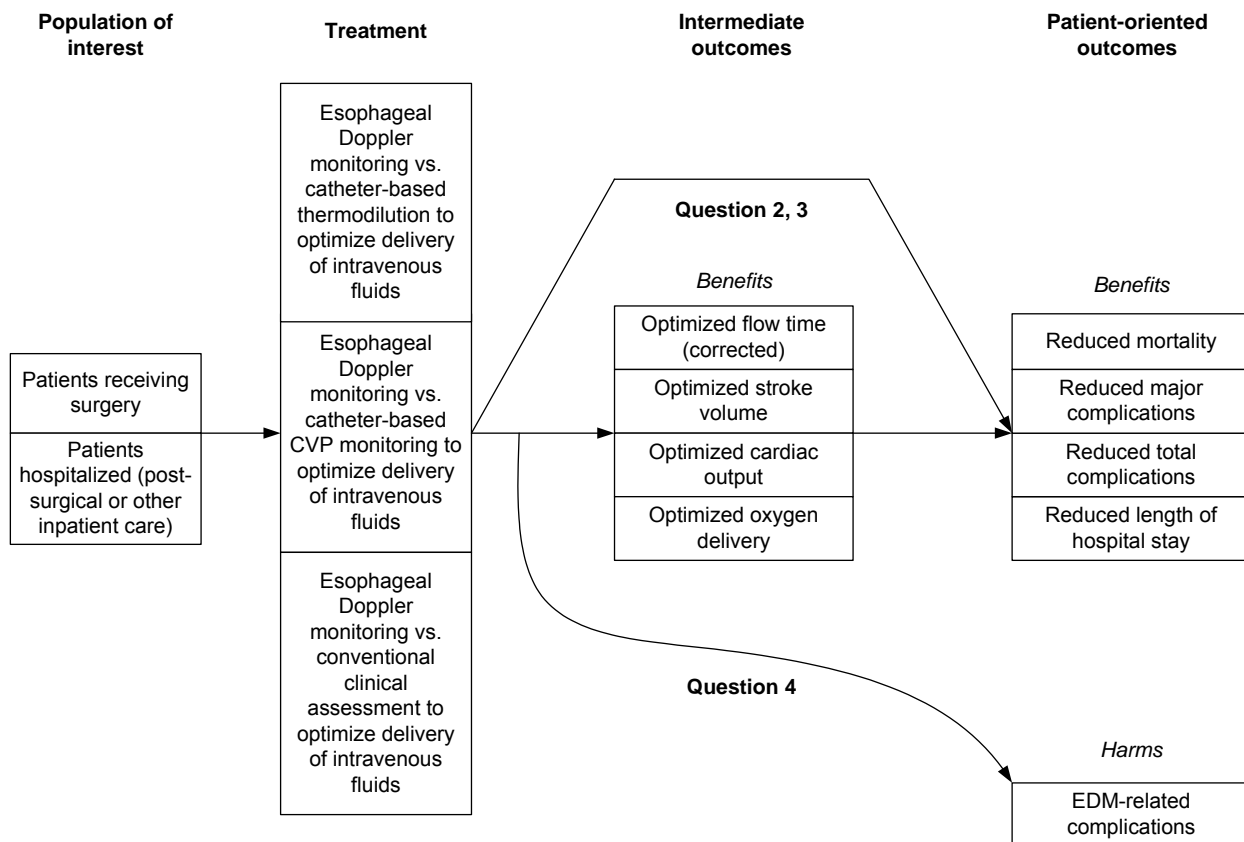 Population of
interest
Treatment
Intermediate
outcomes
Patient-oriented
outcomes
Patients receiving
surgery
Patients
hospitalized (post-
surgical or other
inpatient care)
Esophageal
Doppler
monitoring vs.
catheter-based
thermodilution to
optimize delivery
of intravenous
fluids
Esophageal
Doppler
monitoring vs.
catheter-based
CVP monitoring to
optimize delivery
of intravenous
fluids
Esophageal
Doppler
monitoring vs.
conventional
clinical
assessment to
optimize delivery
of intravenous
fluids
Question 2, 3
Benefits
Optimized flow time
(corrected)
Optimized stroke
volume
Optimized cardiac
output
Optimized oxygen
delivery
Question 4
Benefits
Reduced mortality
Reduced major
complications
Reduced total
complications
Reduced length of
hospital stay
Harms
EDM-related
complications